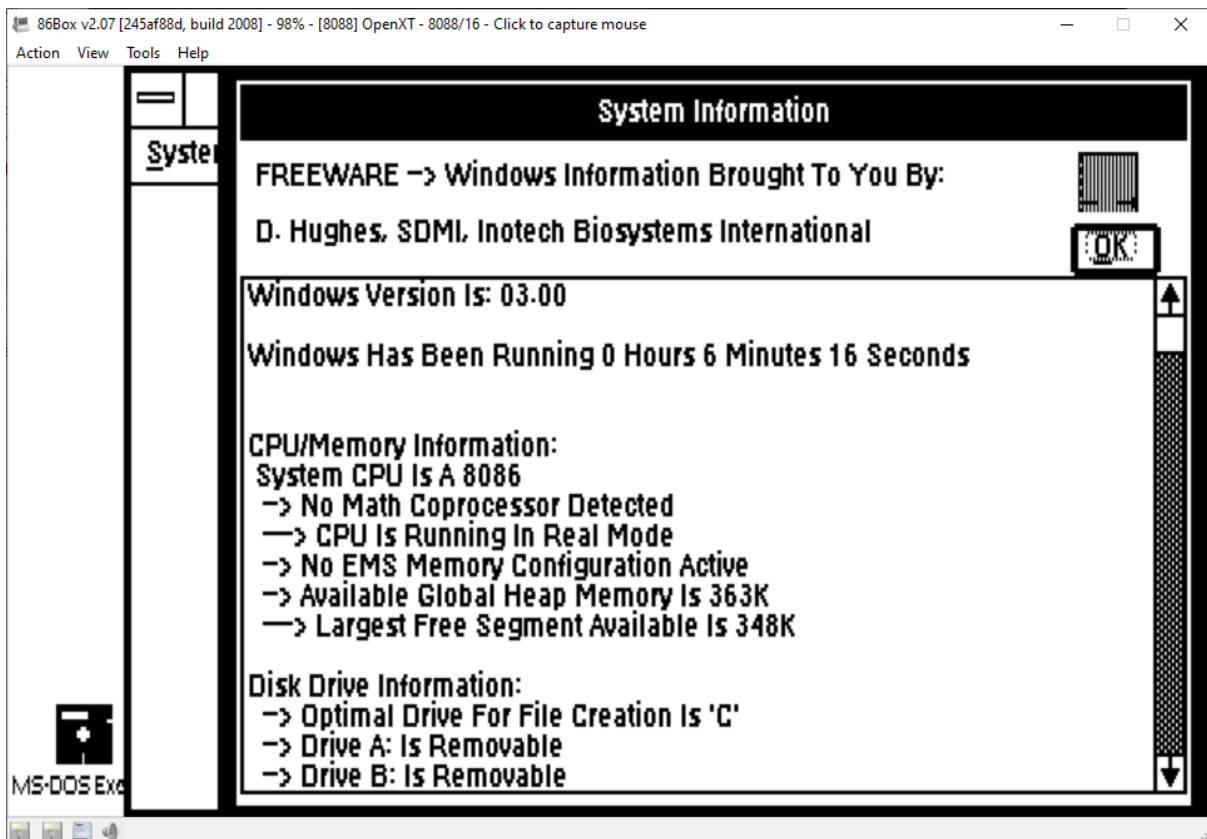 86Box v2.07 [245af88d, build 2008] - 98% - [8088] OpenXT - 8088/16 - Click to capture mouse
Action View Tools Help
System Information
Syster
FREEWARE -> Windows Information Brought To You By:
D. Hughes, SDMI, Inotech Biosystems International
OK
Windows Version Is: 03.00
Windows Has Been Running 0 Hours 6 Minutes 16 Seconds
CPU/Memory Information:
System CPU Is A 8086
-> No Math Coprocessor Detected
—> CPU Is Running In Real Mode
-> No EMS Memory Configuration Active
-> Available Global Heap Memory Is 363K
—> Largest Free Segment Available Is 348K
Disk Drive Information:
-> Optimal Drive For File Creation Is 'C'
-> Drive A: Is Removable
-> Drive B: Is Removable
MS-DOS Exe